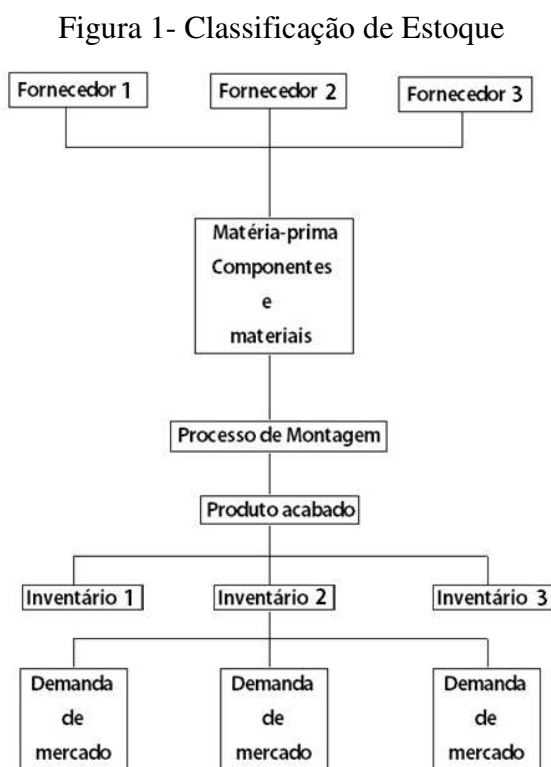 Figura 1- Classificação de Estoque
Fornecedor 1
Fornecedor 2
Fornecedor 3
Matéria-prima
Componentes
e
materiais
Processo de Montagem
Produto acabado
Inventário 1
Inventário 2
Inventário 3
Demanda
de
mercado
Demanda
de
mercado
Demanda
de
mercado